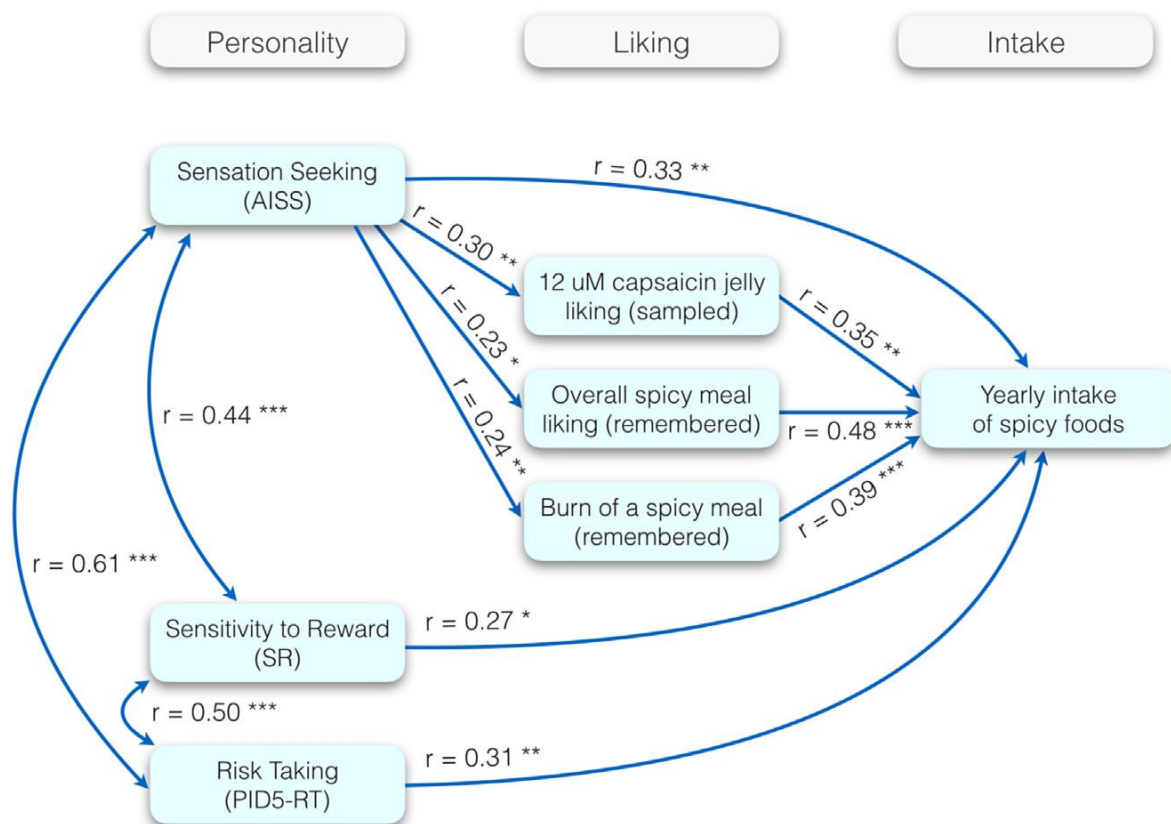 Personality
Liking
Intake
Sensation Seeking
(AISS)
r = 0.33 **
r = 0.30 **
r = 0.23 *
r = 0.24 **
12 uM capsaicin jelly
liking (sampled)
r = 0.35 **
Overall spicy meal
liking (remembered)
r = 0.48 ***
Yearly intake
of spicy foods
Burn of a spicy meal
(remembered)
r = 0.39 ***
r = 0.44 ***
r = 0.61 ***
Sensitivity to Reward
(SR)
r = 0.27 *
r = 0.50 ***
Risk Taking
(PID5-RT)
r = 0.31 **